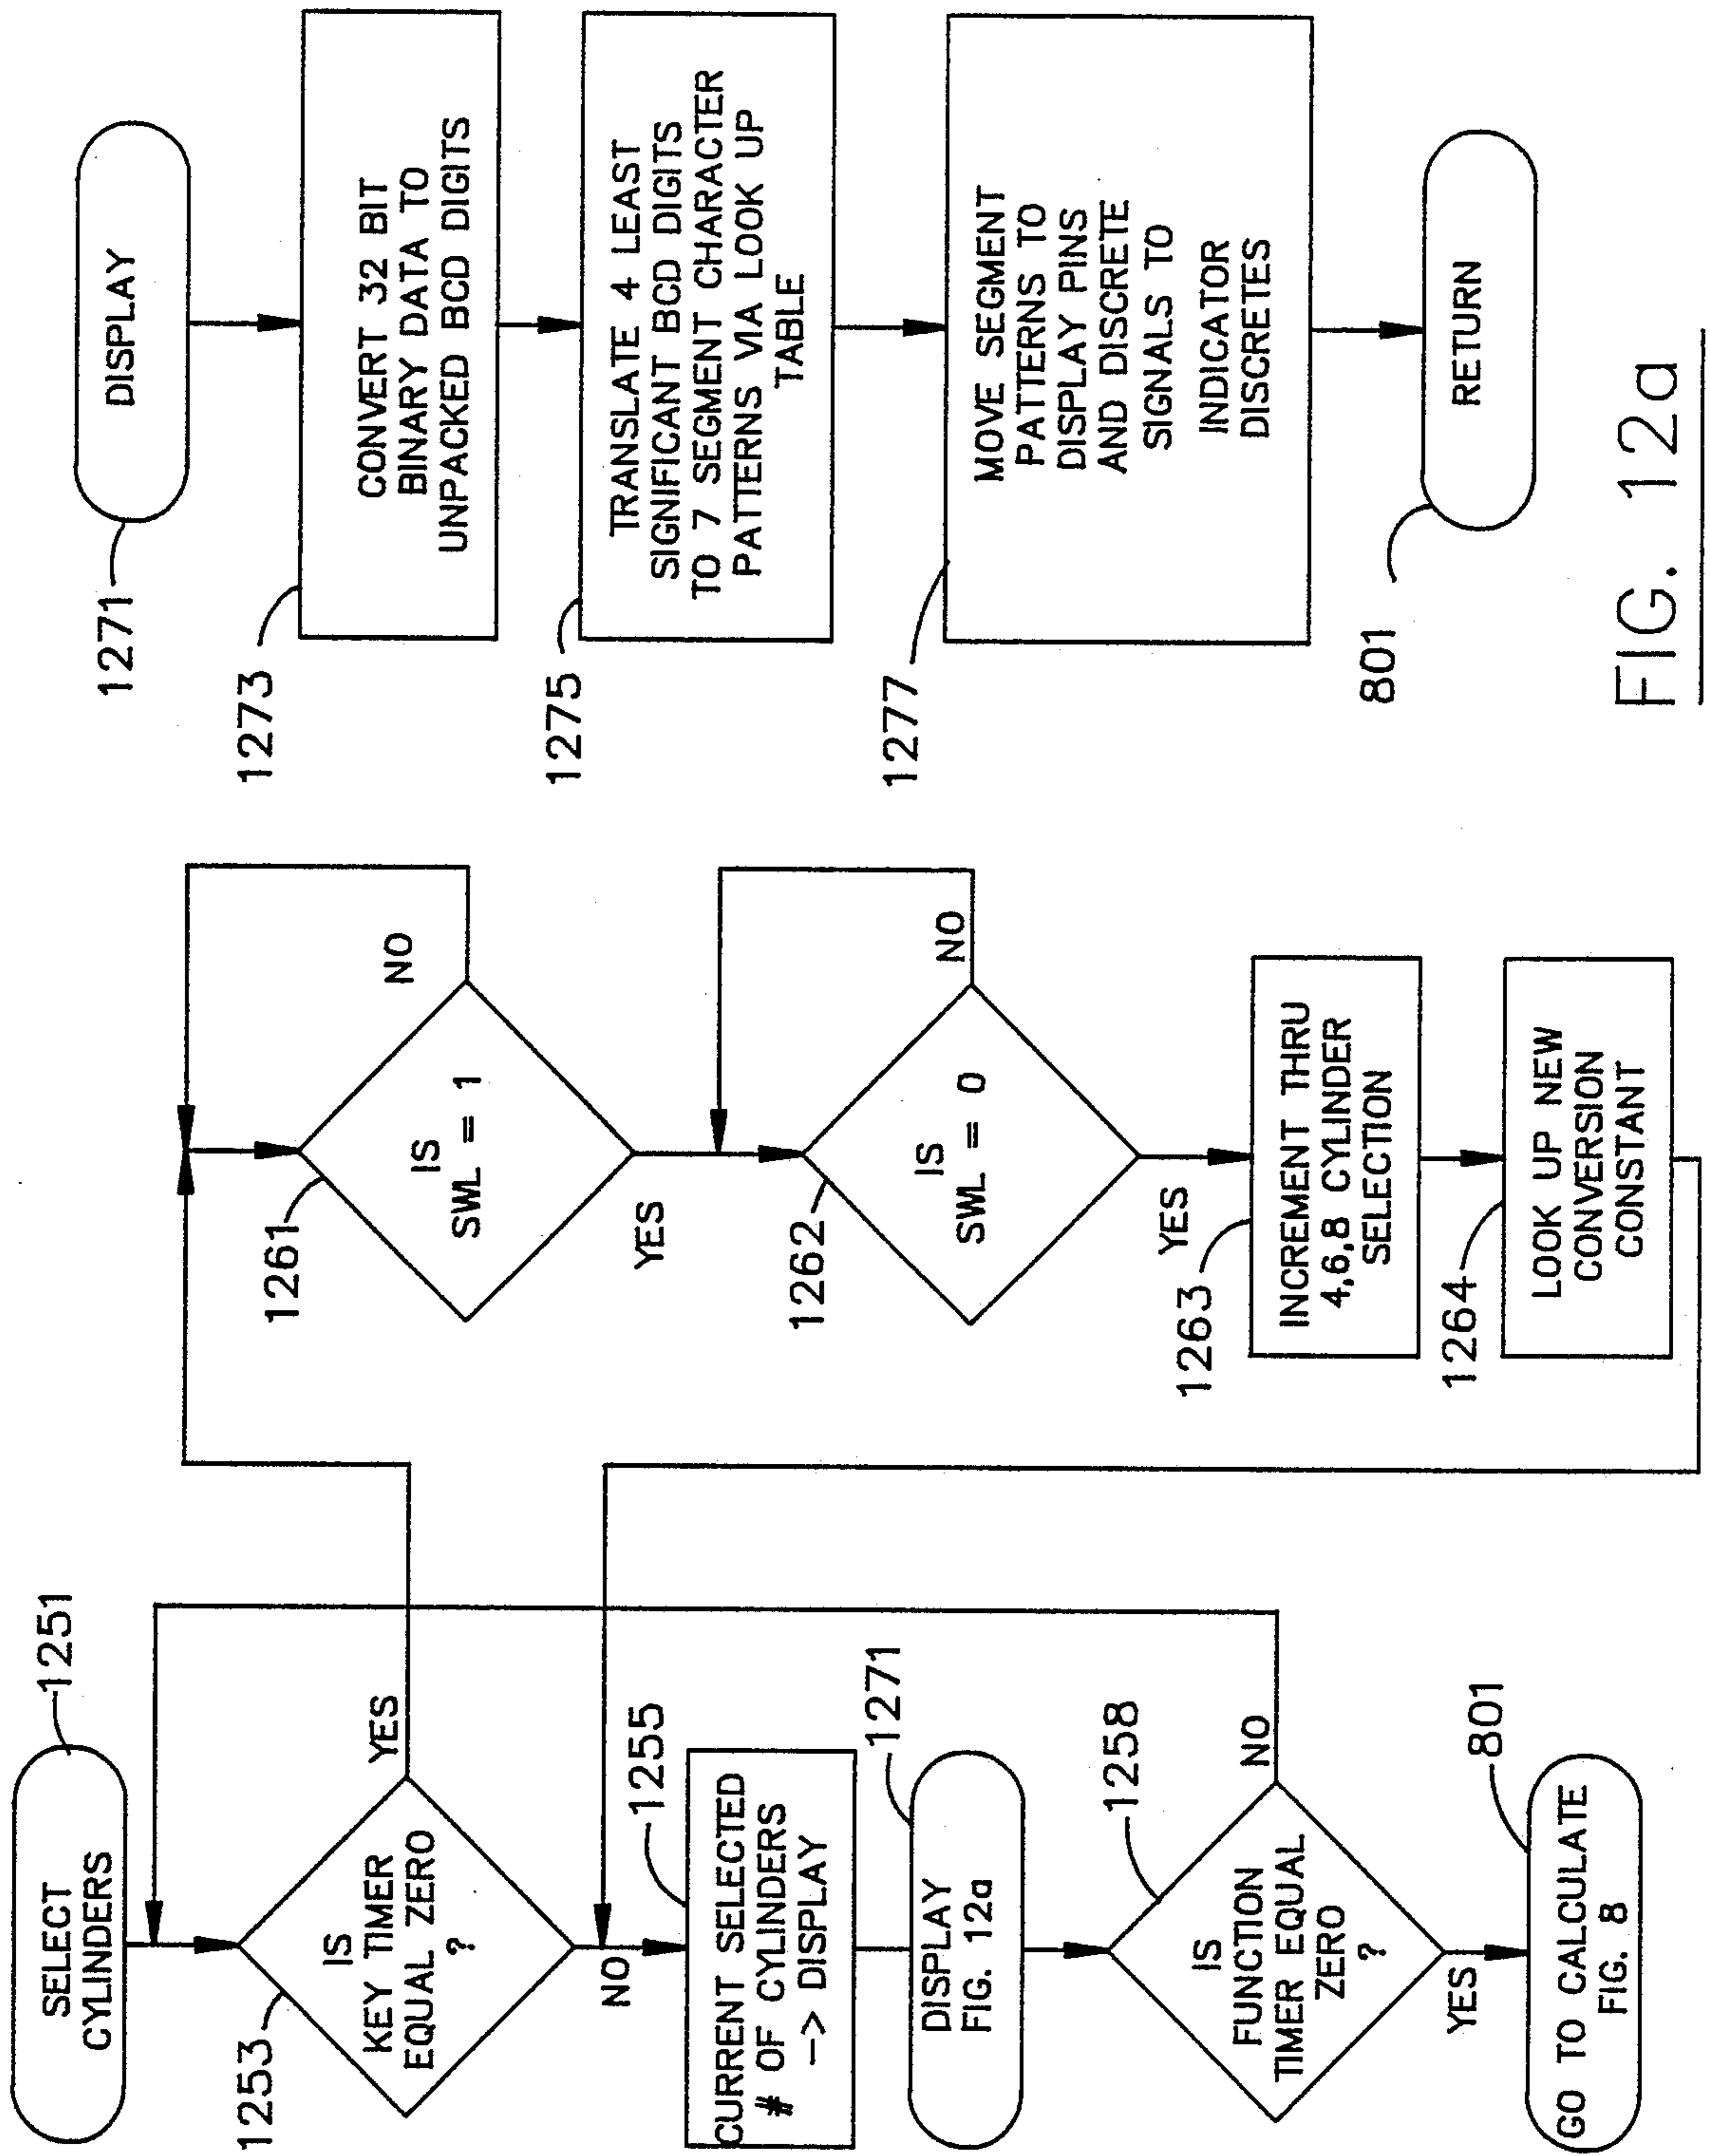 SELECT
CYLINDERS
1251
IS
KEY TIMER
EQUAL ZERO
?
1253
YES
NO
CURRENT SELECTED
# OF CYLINDERS
-> DISPLAY
1255
DISPLAY
FIG. 12a
1271
IS
FUNCTION
TIMER EQUAL
ZERO
?
1258
NO
YES
GO TO CALCULATE
FIG. 8
801
IS
SWL = 1
1261
NO
YES
IS
SWL = 0
1262
NO
YES
INCREMENT THRU
4,6,8 CYLINDER
SELECTION
1263
LOOK UP NEW
CONVERSION
CONSTANT
1264
DISPLAY
1271
CONVERT 32 BIT
BINARY DATA TO
UNPACKED BCD DIGITS
1273
TRANSLATE 4 LEAST
SIGNIFICANT BCD DIGITS
TO 7 SEGMENT CHARACTER
PATTERNS VIA LOOK UP
TABLE
1275
MOVE SEGMENT
PATTERNS TO
DISPLAY PINS
AND DISCRETE
SIGNALS TO
INDICATOR
DISCRETES
1277
RETURN
801
FIG. 12a